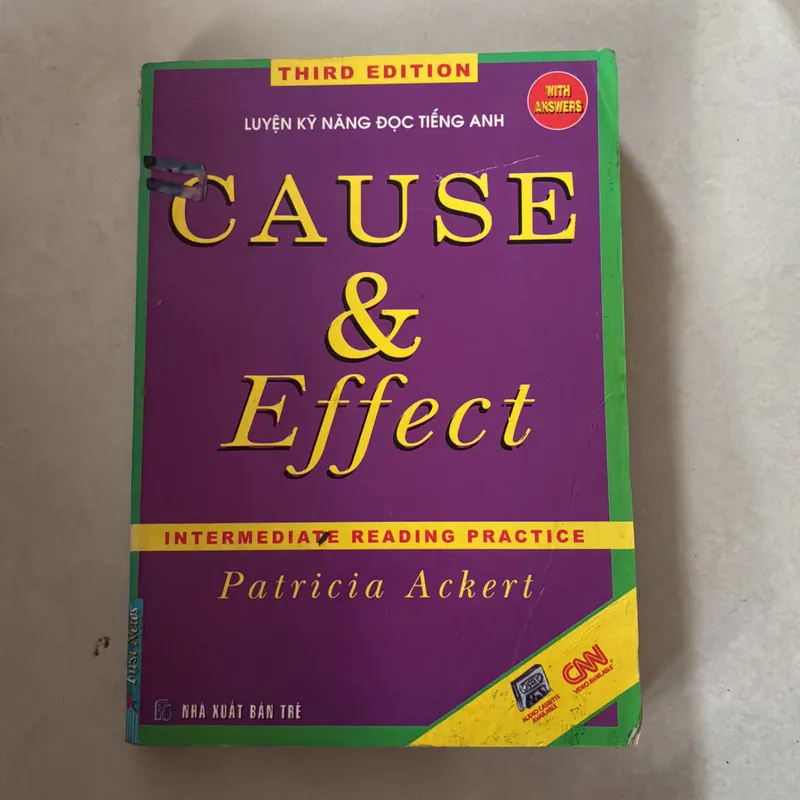 THIRD EDITION
WITH
ANSWERS
LUYỆN KỸ NĂNG ĐỌC TIẾNG ANH
CAUSE
&
Effect
INTERMEDIATE READING PRACTICE
Patricia Ackert
First News
CNN
VIDEO AVAILABLE
AUDIO CASSETTE
AVAILABLE
NHÀ XUẤT BẢN TRẺ